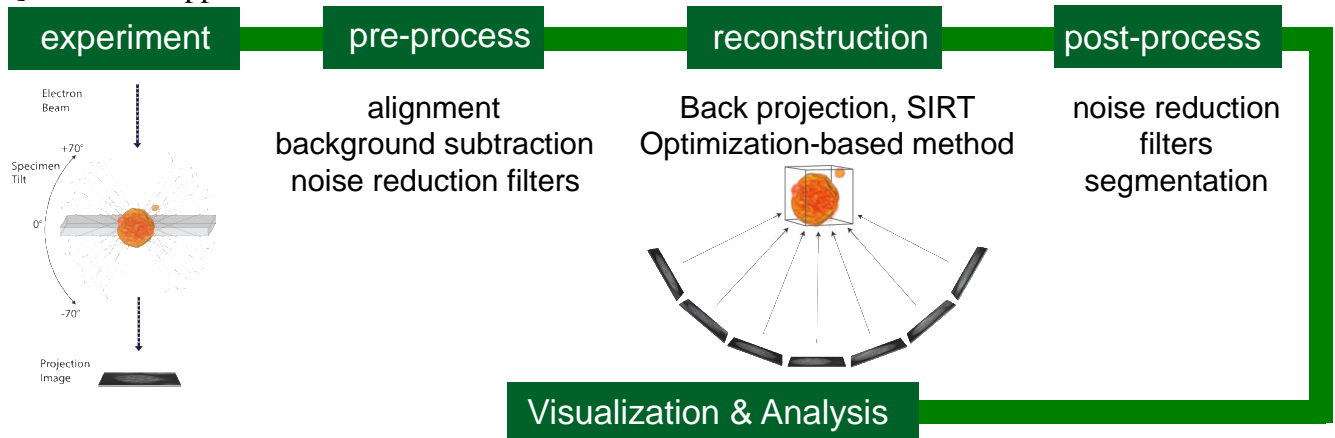 experiment
pre-process
reconstruction
post-process
Electron
Beam
+70°
Specimen
Tilt
0°
-70°
Projection
Image
alignment
background subtraction
noise reduction filters
Back projection, SIRT
Optimization-based method
noise reduction
filters
segmentation
Visualization & Analysis